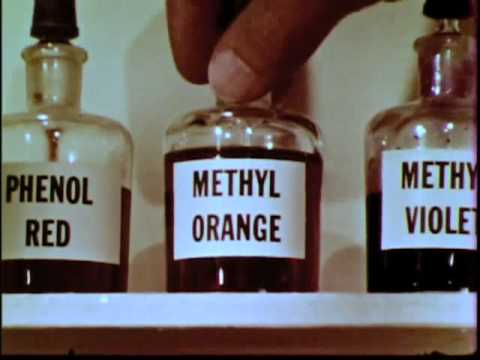 PHENOL
RED
METHYL
ORANGE
METHY
VIOLET